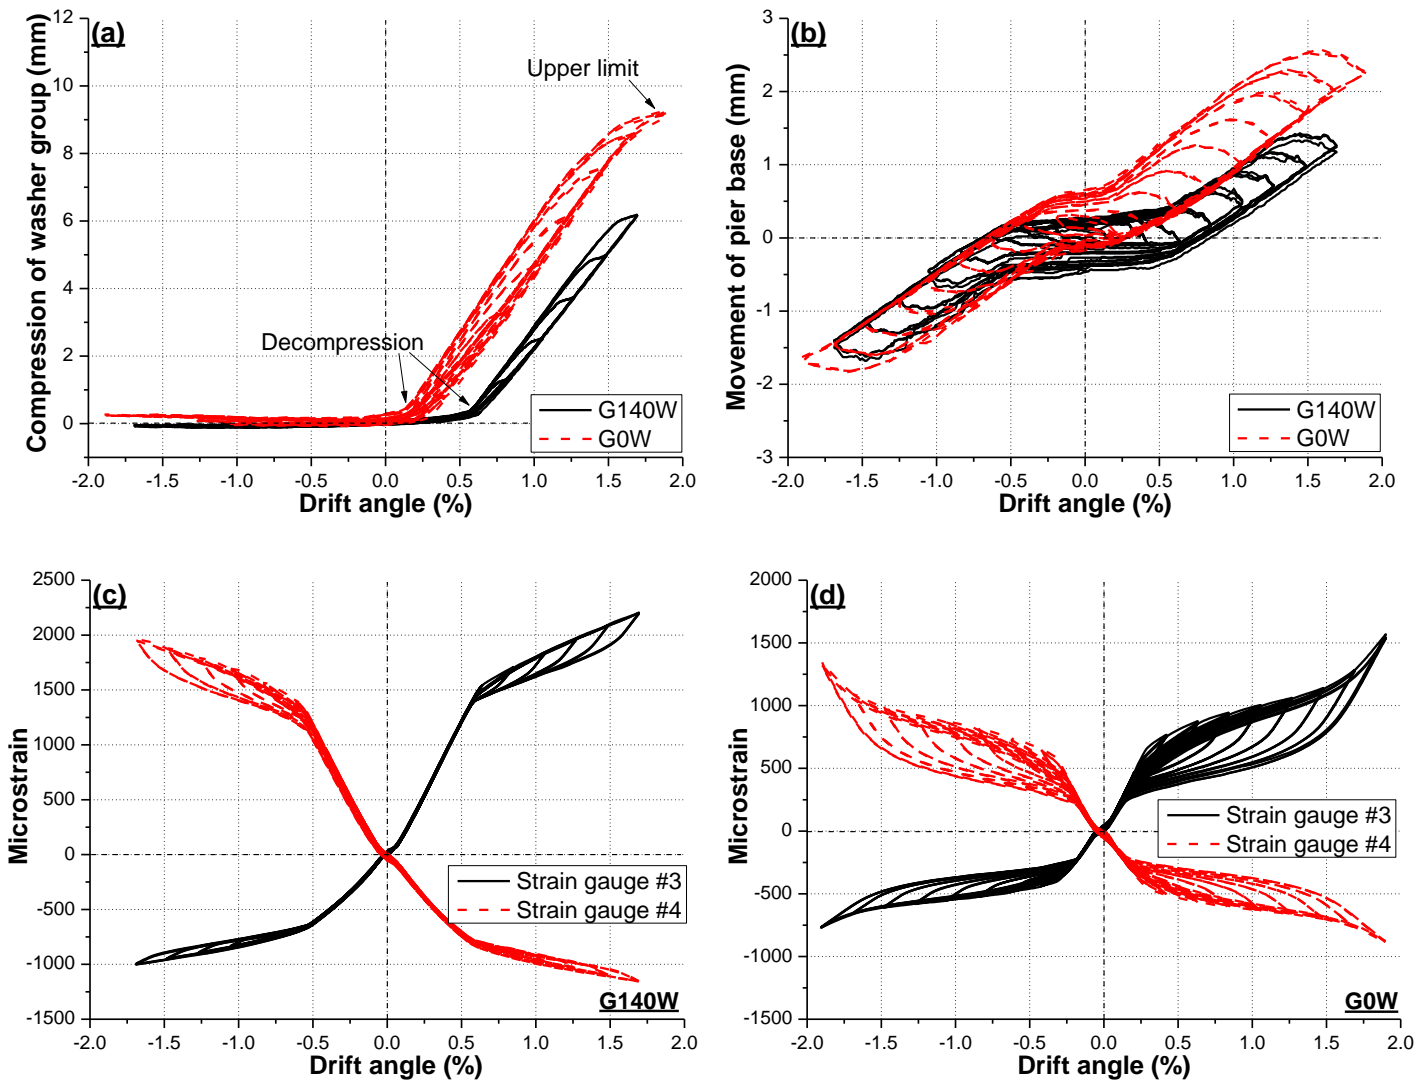 (a)
Compression of washer group (mm)
12
10
8
6
4
2
0
Upper limit
Decompression
G140W
G0W
-2.0 -1.5 -1.0 -0.5 0.0 0.5 1.0 1.5 2.0
Drift angle (%)
(b)
Movement of pier base (mm)
3
2
1
0
-1
-2
-3
G140W
G0W
-2.0 -1.5 -1.0 -0.5 0.0 0.5 1.0 1.5 2.0
Drift angle (%)
(c)
Microstrain
2500
2000
1500
1000
500
0
-500
-1000
-1500
Strain gauge #3
Strain gauge #4
G140W
-2.0 -1.5 -1.0 -0.5 0.0 0.5 1.0 1.5 2.0
Drift angle (%)
(d)
Microstrain
2000
1500
1000
500
0
-500
-1000
-1500
Strain gauge #3
Strain gauge #4
G0W
-2.0 -1.5 -1.0 -0.5 0.0 0.5 1.0 1.5 2.0
Drift angle (%)